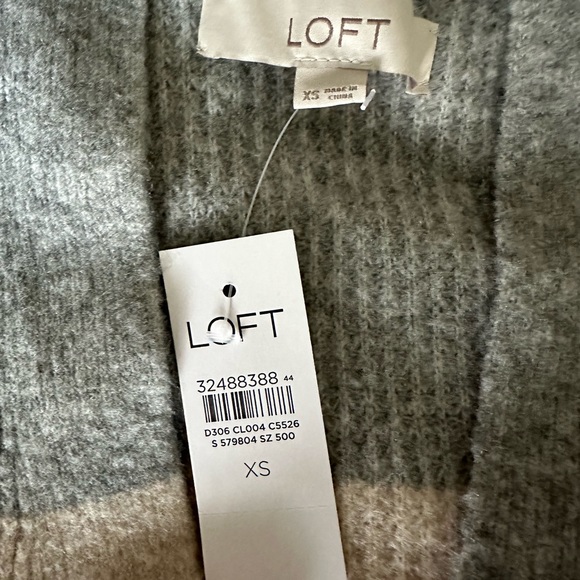 LOFT
XS MADE IN
CHINA
LOFT
32488388 44
D306 CL004 C5526
S 579804 SZ 500
XS